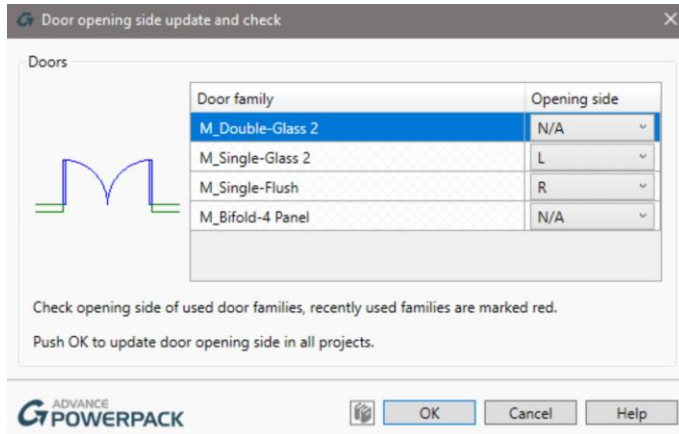 Door opening side update and check
Doors
Door family Opening side
M_Double-Glass 2 N/A
M_Single-Glass 2 L
M_Single-Flush R
M_Bifold-4 Panel N/A
Check opening side of used door families, recently used families are marked red.
Push OK to update door opening side in all projects.
ADVANCE
POWERPACK
OK Cancel Help